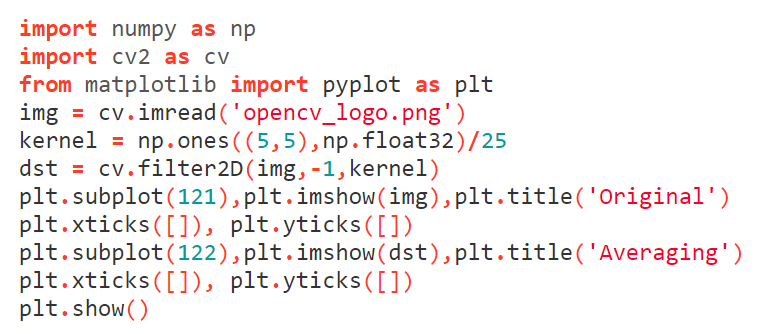 import numpy as np
import cv2 as cv
from matplotlib import pyplot as plt
img = cv.imread('opencv_logo.png')
kernel = np.ones((5,5),np.float32)/25
dst = cv.filter2D(img,-1,kernel)
plt.subplot(121),plt.imshow(img),plt.title('Original')
plt.xticks([]), plt.yticks([])
plt.subplot(122),plt.imshow(dst),plt.title('Averaging')
plt.xticks([]), plt.yticks([])
plt.show()